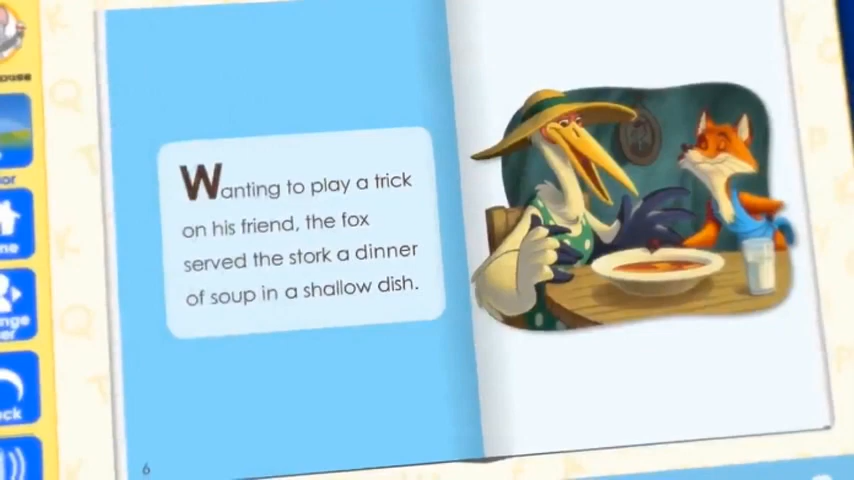 Wanting to play a trick
on his friend, the fox
served the stork a dinner
of soup in a shallow dish.
6